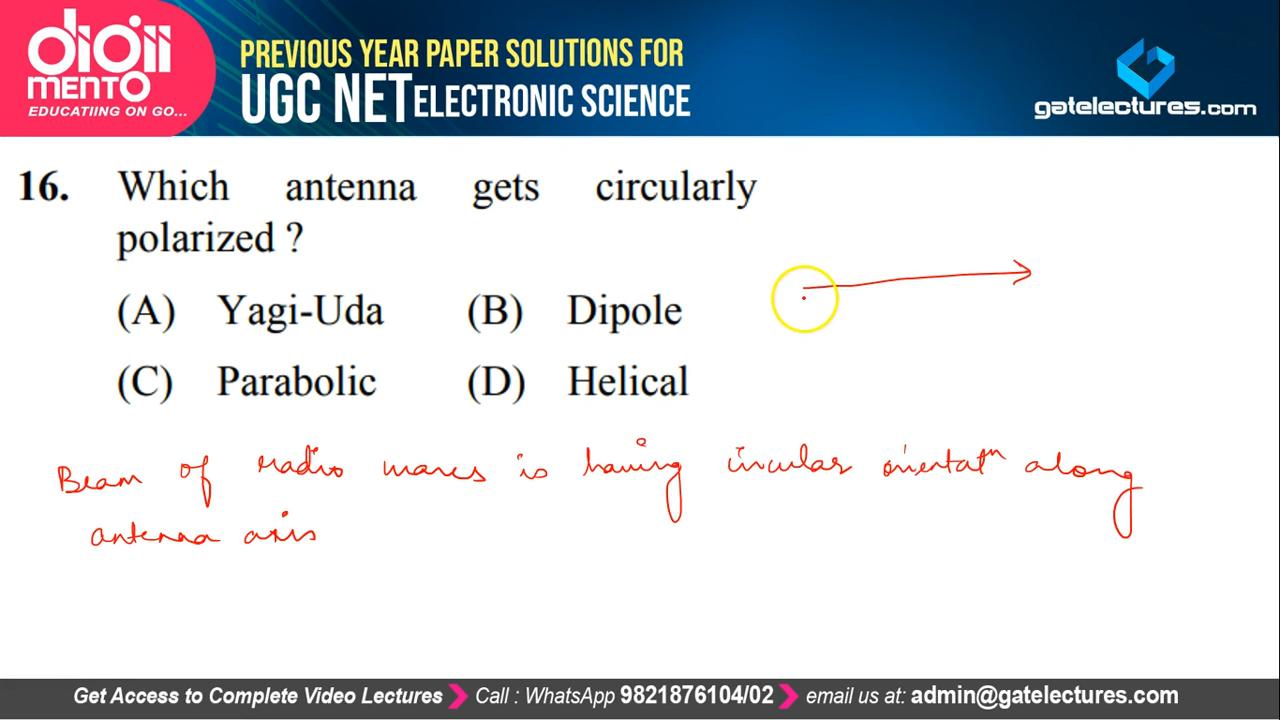 DIGII
MENTO
EDUCATIING ON GO...
PREVIOUS YEAR PAPER SOLUTIONS FOR
UGC NET ELECTRONIC SCIENCE
gatelectures.com
16. Which antenna gets circularly
polarized ?
(A) Yagi-Uda (B) Dipole
(C) Parabolic (D) Helical
Beam of radio waves is having circular orientatn along
antenna axis
Get Access to Complete Video Lectures Call : WhatsApp 9821876104/02 email us at: admin@gatelectures.com